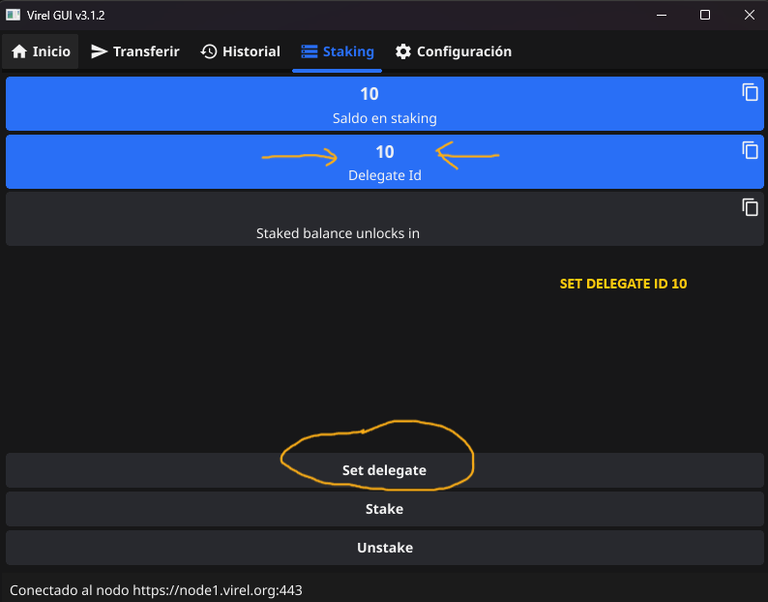 Virel GUI v3.1.2
Inicio Transferir Historial Staking Configuración
10
Saldo en staking
10
Delegate Id
Staked balance unlocks in
SET DELEGATE ID 10
Set delegate
Stake
Unstake
Conectado al nodo https://node1.virel.org:443